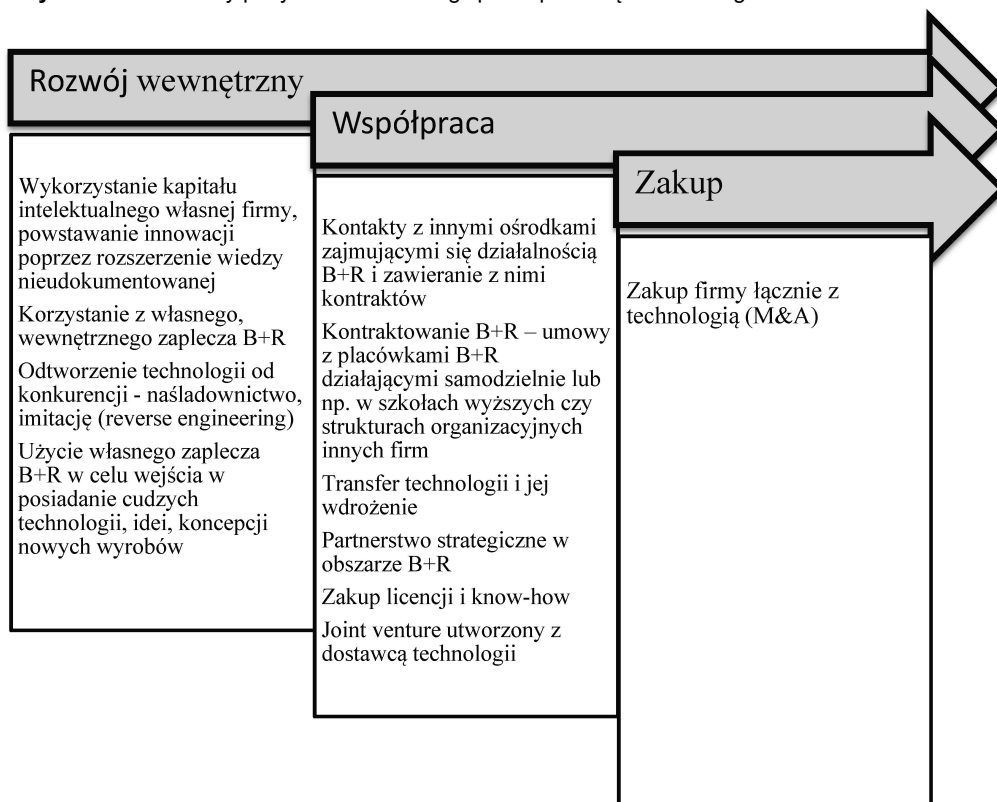 Rozwój wewnętrzny
Wykorzystanie kapitału
intelektualnego własnej firmy,
powstawanie innowacji
poprzez rozszerzenie wiedzy
nieudokumentowanej
Korzystanie z własnego,
wewnętrznego zaplecza B+R
Odtworzenie technologii od
konkurencji - naśladownictwo,
imitację (reverse engineering)
Użycie własnego zaplecza
B+R w celu wejścia w
posiadanie cudzych
technologii, idei, koncepcji
nowych wyrobów
Współpraca
Kontakty z innymi ośrodkami
zajmującymi się działalnością
B+R i zawieranie z nimi
kontraktów
Kontraktowanie B+R – umowy
z placówkami B+R
działającymi samodzielnie lub
np. w szkołach wyższych czy
strukturach organizacyjnych
innych firm
Transfer technologii i jej
wdrożenie
Partnerstwo strategiczne w
obszarze B+R
Zakup licencji i know-how
Joint venture utworzony z
dostawcą technologii
Zakup
Zakup firmy łącznie z
technologią (M&A)